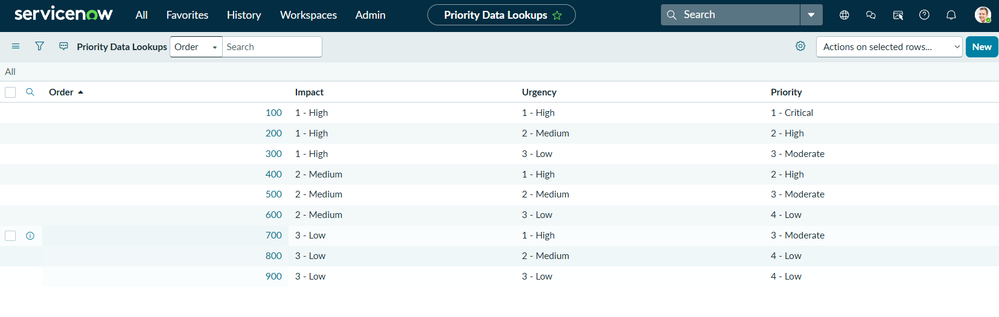 servicenow All Favorites History Workspaces Admin Priority Data Lookups Search
Priority Data Lookups Order Search Actions on selected rows... New
All
Order Impact Urgency Priority
100 1 - High 1 - High 1 - Critical
200 1 - High 2 - Medium 2 - High
300 1 - High 3 - Low 3 - Moderate
400 2 - Medium 1 - High 2 - High
500 2 - Medium 2 - Medium 3 - Moderate
600 2 - Medium 3 - Low 4 - Low
700 3 - Low 1 - High 3 - Moderate
800 3 - Low 2 - Medium 4 - Low
900 3 - Low 3 - Low 4 - Low